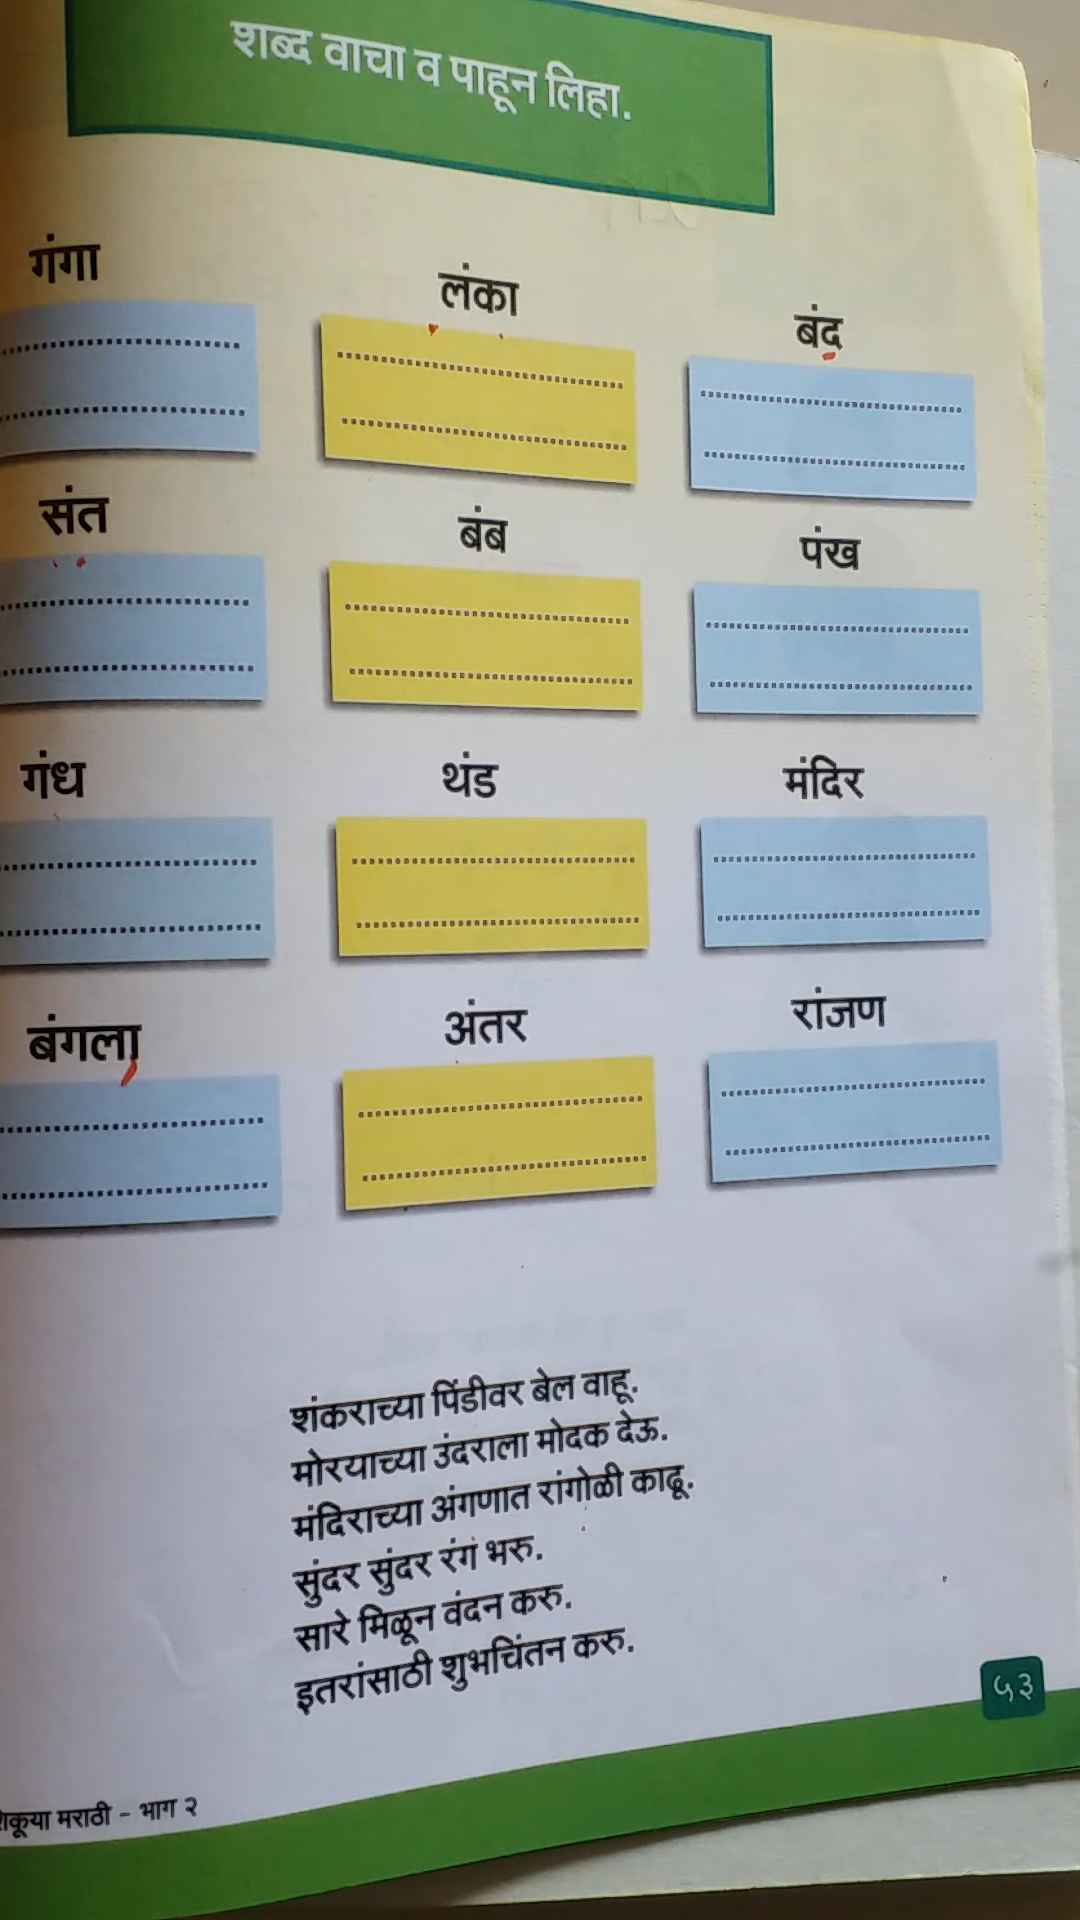 शब्द वाचा व पाहून लिहा.
गंगा लंका बंद
संत बंब पंख
गंध थंड मंदिर
बंगला अंतर रांजण
शंकराच्या पिंडीवर बेल वाहू.
मोरयाच्या उंदराला मोदक देऊ.
मंदिराच्या अंगणात रांगोळी काढू.
सुंदर सुंदर रंग भरु.
सारे मिळून वंदन करु.
इतरांसाठी शुभचिंतन करु.
५३
मराठी - भाग २